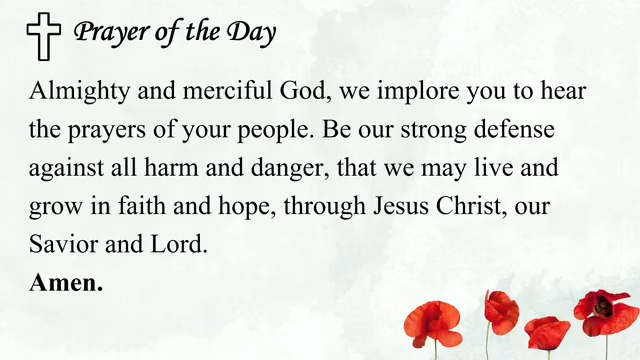 Prayer of the Day
Almighty and merciful God, we implore you to hear
the prayers of your people. Be our strong defense
against all harm and danger, that we may live and
grow in faith and hope, through Jesus Christ, our
Savior and Lord.
Amen.